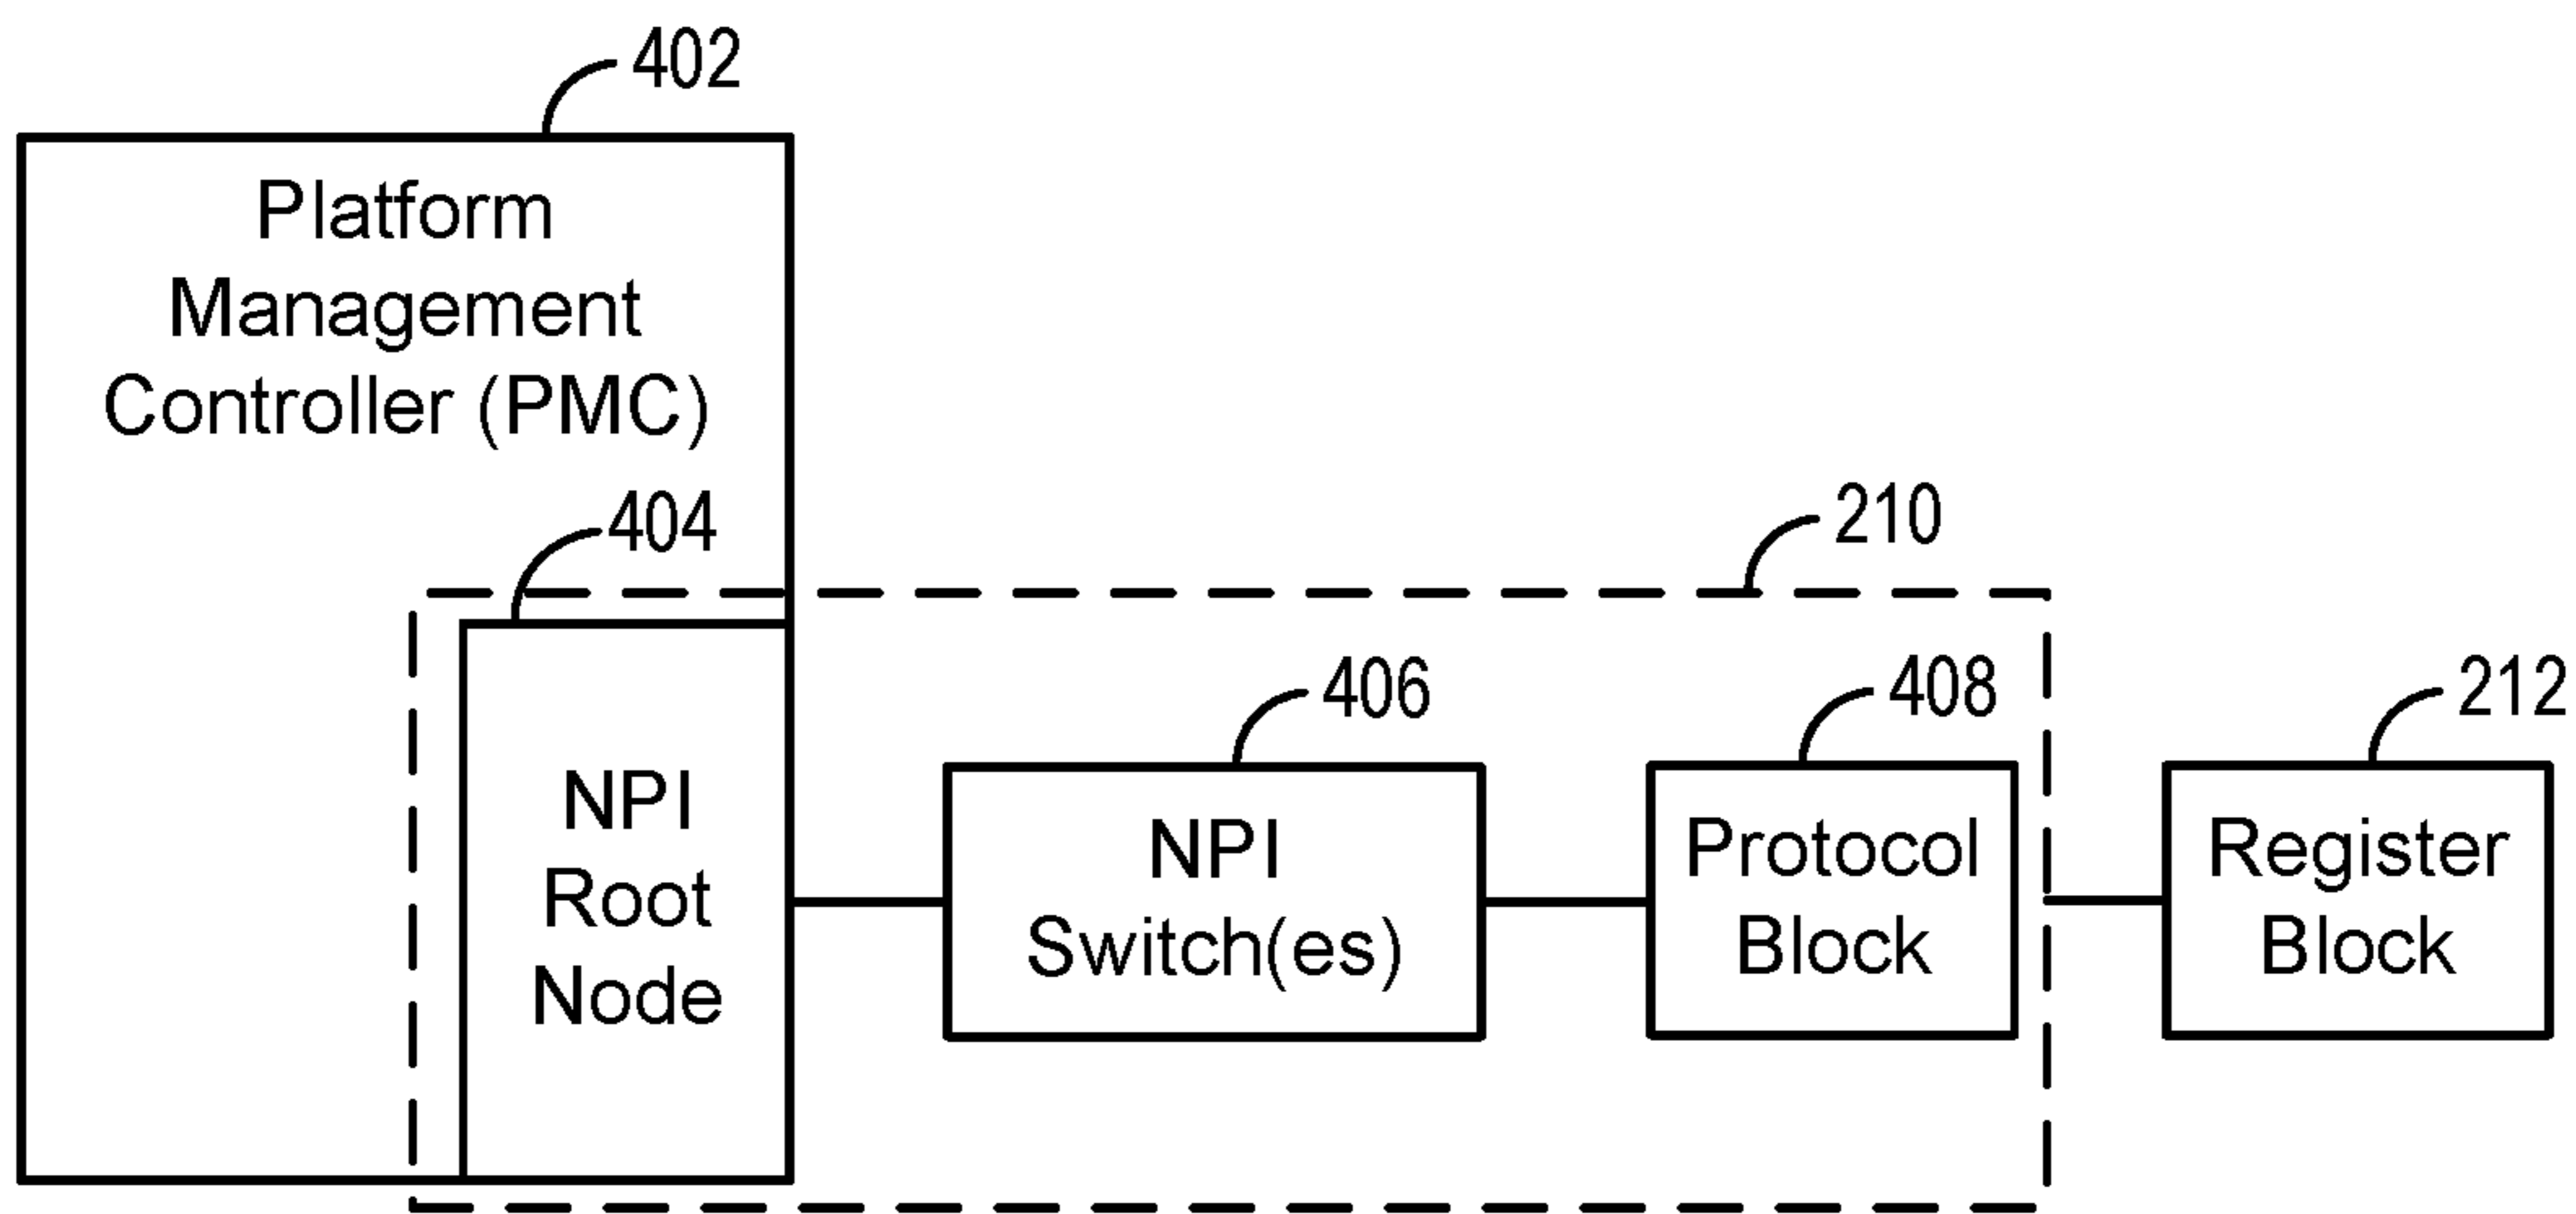 402
Platform
Management
Controller (PMC)
404
210
406
408
212
NPI
Root
Node
NPI
Switch(es)
Protocol
Block
Register
Block